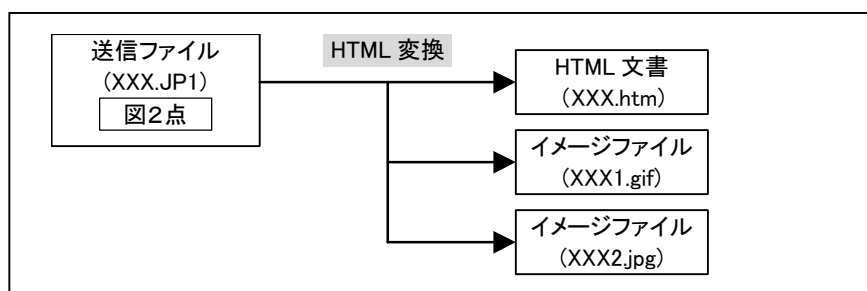 送信ファイル
(XXX.JP1)
図2点
HTML 変換
HTML 文書
(XXX.htm)
イメージファイル
(XXX1.gif)
イメージファイル
(XXX2.jpg)